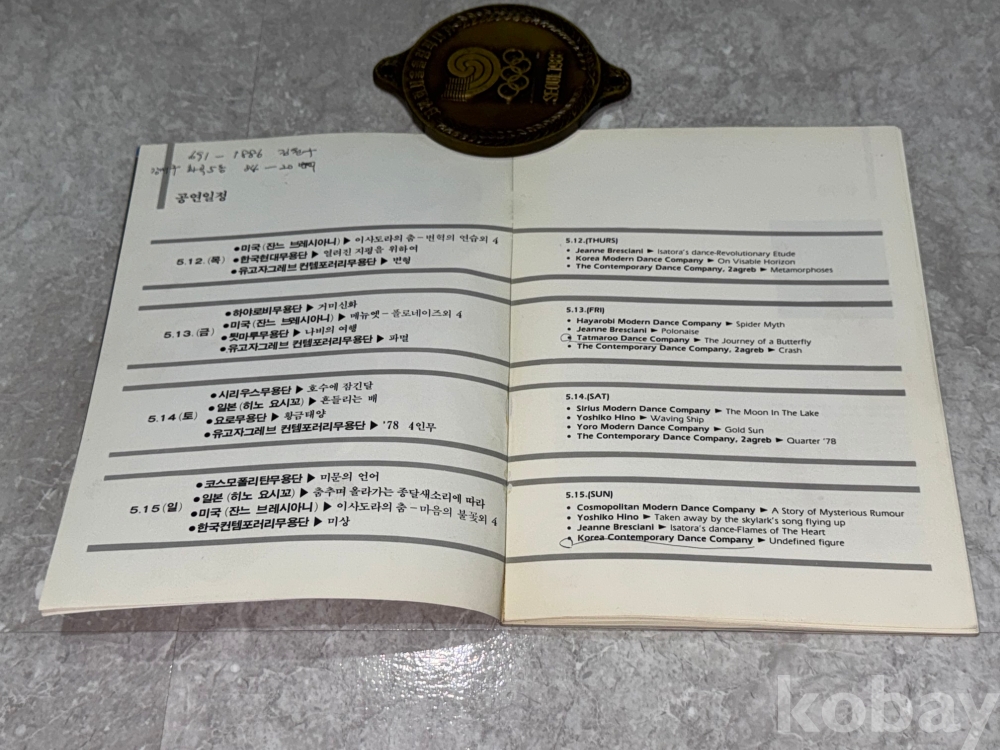 SEOUL 1988
691 - 1886
34 - 20
공연일정
5.12.(목)
•미국(쟌느 브레시아니) ▶ 이사도라의 춤-변혁의 연습외 4
•한국현대무용단 ▶ 열려진 지평을 위하여
•유고자그레브 컨템포러리무용단 ▶ 변형
5.13.(금)
•하야로비무용단 ▶ 거미신화
•미국(쟌느 브레시아니) ▶ 메뉴엣-폴로네이즈외 4
•툇마루무용단 ▶ 나비의 여행
•유고자그레브 컨템포러리무용단 ▶ 파멸
5.14(토)
•시리우스무용단 ▶ 호수에 잠긴달
•일본(히노 요시꼬) ▶ 흔들리는 배
•요로무용단 ▶ 황금태양
•유고자그레브 컨템포러리무용단 ▶ '78 4인무
5.15(일)
•코스모폴리탄무용단 ▶ 미문의 언어
•일본(히노 요시꼬) ▶ 춤추며 올라가는 종달새소리에 따라
•미국(쟌느 브레시아니) ▶ 이사도라의 춤-마음의 불꽃외 4
•한국컨템포러리무용단 ▶ 미상
5.12.(THURS)
• Jeanne Bresciani ► Isatora's dance-Revolutionary Etude
• Korea Modern Dance Company ► On Visable Horizon
• The Contemporary Dance Company, 2agreb ► Metamorphoses
5.13.(FRI)
• Hayarobi Modern Dance Company ► Spider Myth
• Jeanne Bresciani ► Polonaise
• Tatmaroo Dance Company ► The Journey of a Butterfly
• The Contemporary Dance Company, 2agreb ► Crash
5.14.(SAT)
• Sirius Modern Dance Company ► The Moon In The Lake
• Yoshiko Hino ► Waving Ship
• Yoro Modern Dance Company ► Gold Sun
• The Contemporary Dance Company, 2agreb ► Quarter '78
5.15.(SUN)
• Cosmopolitan Modern Dance Company ► A Story of Mysterious Rumour
• Yoshiko Hino ► Taken away by the skylark's song flying up
• Jeanne Bresciani ► Isatora's dance-Flames of The Heart
• Korea Contemporary Dance Company ► Undefined figure
kobay